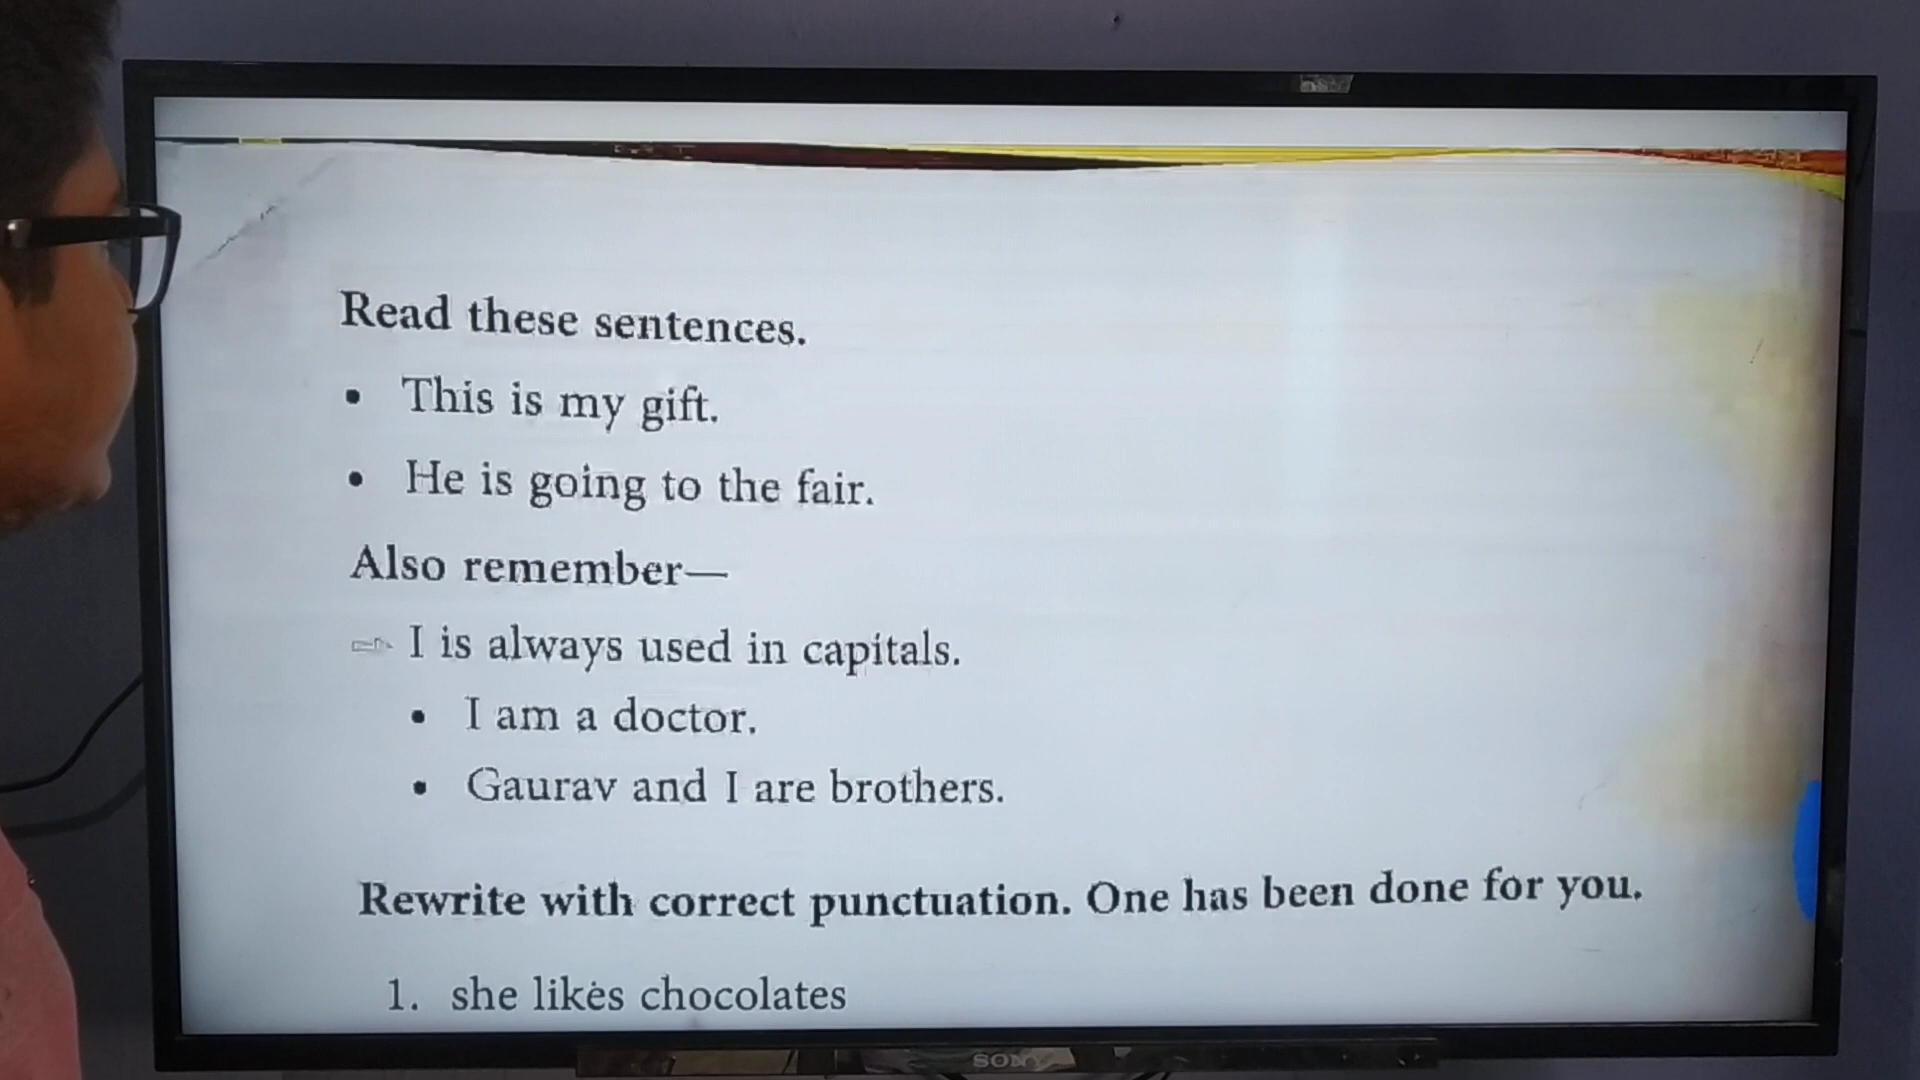 Read these sentences.
• This is my gift.
• He is going to the fair.
Also remember—
I is always used in capitals.
• I am a doctor.
• Gaurav and I are brothers.
Rewrite with correct punctuation. One has been done for you.
1. she likes chocolates
SONY